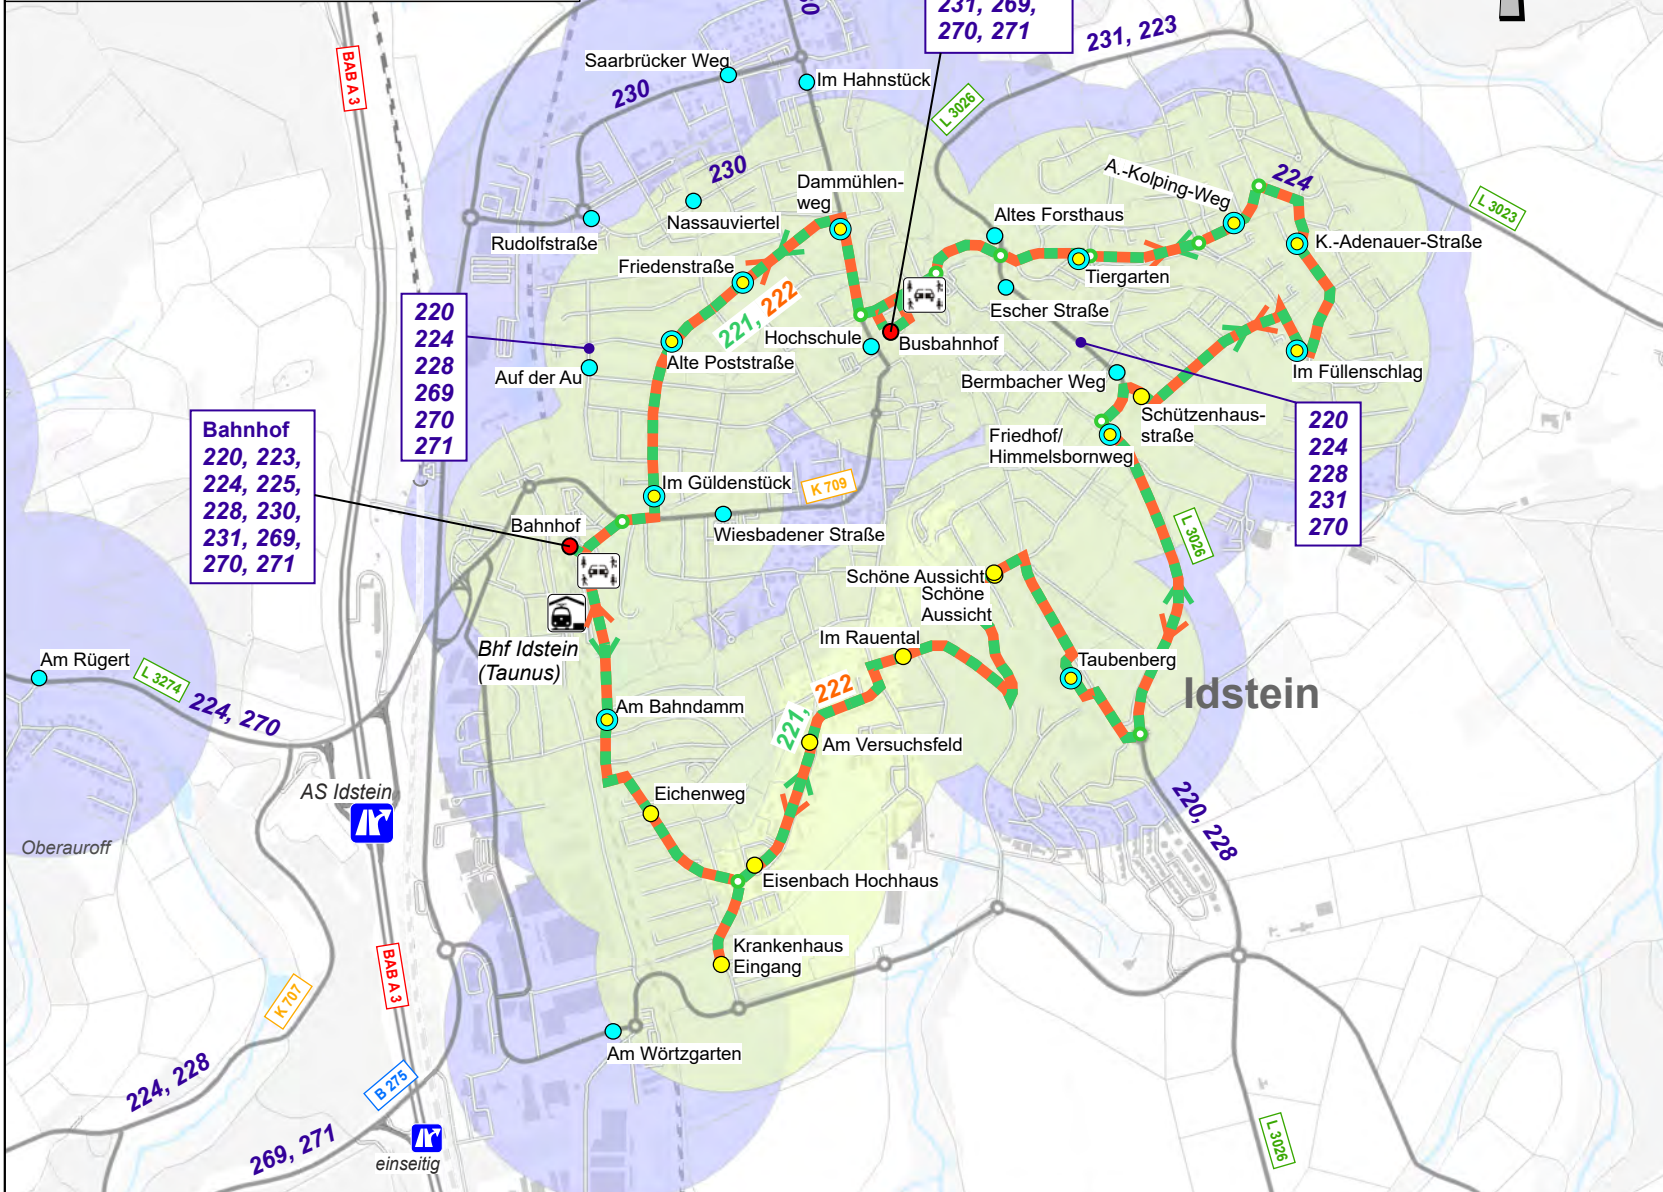 231, 269,
270, 271
231, 223
30
BAB A 3
Saarbrücker Weg
Im Hahnstück
230
L 3026
230
Dammühlen-
weg
A.-Kolping-Weg
224
L 3023
Nassauviertel
Altes Forsthaus
Rudolfstraße
K.-Adenauer-Straße
Friedenstraße
Tiergarten
221, 222
Escher Straße
220
224
228
269
270
271
Hochschule
Busbahnhof
Alte Poststraße
Auf der Au
Bermbacher Weg
Im Füllenschlag
Schützenhaus-
straße
Friedhof/
Himmelsbornweg
220
224
228
231
270
Bahnhof
220, 223,
224, 225,
228, 230,
231, 269,
270, 271
Im Güldenstück
K 709
Bahnhof
Wiesbadener Straße
L 3026
Schöne Aussicht
Schöne
Aussicht
Bhf Idstein
(Taunus)
Im Rauental
Am Rügert
L 3274
224, 270
Taubenberg
Idstein
221, 222
Am Bahndamm
Am Versuchsfeld
AS Idstein
Eichenweg
220, 228
Oberauroff
Eisenbach Hochhaus
Krankenhaus
Eingang
BAB A 3
K 707
Am Wörtzgarten
224, 228
B 275
269, 271
einseitig
L 3026